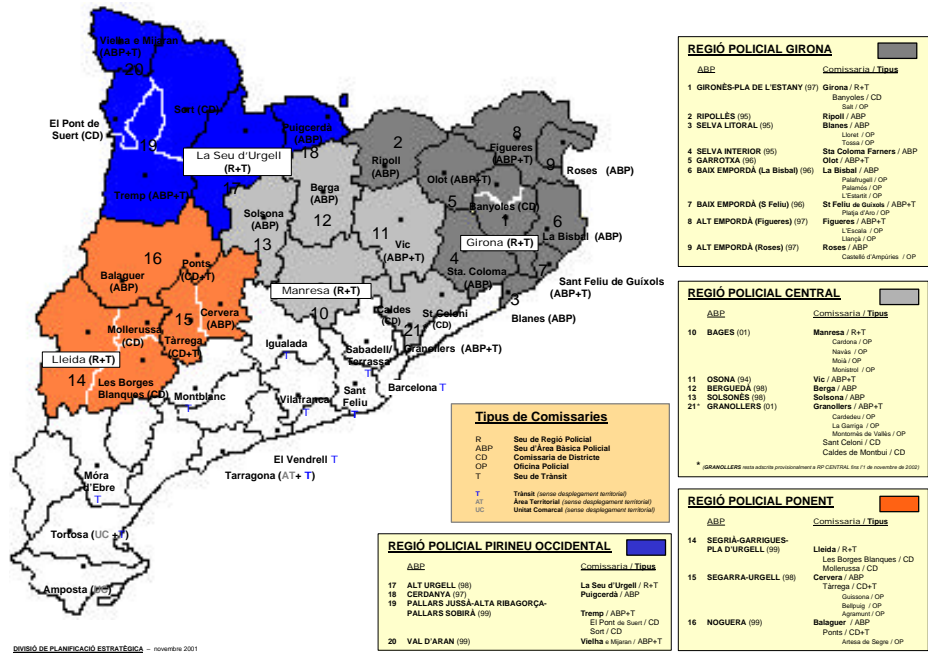 Vielha e Mijaran
(ABP+T)
20
Sort (CD)
El Pont de
Suert (CD)
19
Tremp (ABP+T)
La Seu d'Urgell
(R+T)
17
Puigcerdà
(ABP)
18
Ripoll
(ABP)
2
Figueres
(ABP+T)
8
9
Roses (ABP)
Olot (ABP+T)
5
Banyoles (CD)
1
Girona (R+T)
6
La Bisbal (ABP)
7
Sant Feliu de Guíxols
(ABP+T)
4
Sta. Coloma
(ABP)
3
Blanes (ABP)
Berga
(ABP)
12
Solsona
(ABP)
13
11
Vic
(ABP+T)
Manresa (R+T)
10
Caldes
(CD)
St Celoni
(CD)
21
Granollers (ABP+T)
16
Balaguer
(ABP)
Ponts
(CD+T)
15
Cervera
(ABP)
Tàrrega
(CD+T)
Mollerussa
(CD)
Lleida (R+T)
14
Les Borges
Blanques (CD)
Igualada
T
Sabadell/
Terrassa
T
Montblanc
T
Vilafranca
T
Sant
Feliu
T
Barcelona T
El Vendrell T
Tarragona (AT+ T)
Móra
d'Ebre
T
Tortosa (UC +T)
Amposta (UC)
DIVISIÓ DE PLANIFICACIÓ ESTRATÈGICA – novembre 2001
Tipus de Comissaries
R Seu de Regió Policial
ABP Seu d'Àrea Bàsica Policial
CD Comissaria de Districte
OP Oficina Policial
T Seu de Trànsit
T Trànsit (sense desplegament territorial)
AT Àrea Territorial (sense desplegament territorial)
UC Unitat Comarcal (sense desplegament territorial)
REGIÓ POLICIAL PIRINEU OCCIDENTAL
ABP Comissaria / Tipus
17 ALT URGELL (98) La Seu d'Urgell / R+T
18 CERDANYA (97) Puigcerdà / ABP
19 PALLARS JUSSÀ-ALTA RIBAGORÇA-
PALLARS SOBIRÀ (99) Tremp / ABP+T
El Pont de Suert / CD
Sort / CD
20 VAL D'ARAN (99) Vielha e Mijaran / ABP+T
REGIÓ POLICIAL GIRONA
ABP Comissaria / Tipus
1 GIRONÈS-PLA DE L'ESTANY (97) Girona / R+T
Banyoles / CD
Salt / OP
2 RIPOLLÈS (95) Ripoll / ABP
3 SELVA LITORAL (95) Blanes / ABP
Lloret / OP
Tossa / OP
4 SELVA INTERIOR (95) Sta Coloma Farners / ABP
5 GARROTXA (96) Olot / ABP+T
6 BAIX EMPORDÀ (La Bisbal) (96) La Bisbal / ABP
Palafrugell / OP
Palamós / OP
L'Estartit / OP
7 BAIX EMPORDÀ (S Feliu) (96) St Feliu de Guíxols / ABP+T
Platja d'Aro / OP
8 ALT EMPORDÀ (Figueres) (97) Figueres / ABP+T
L'Escala / OP
Llançà / OP
9 ALT EMPORDÀ (Roses) (97) Roses / ABP
Castelló d'Ampúries / OP
REGIÓ POLICIAL CENTRAL
ABP Comissaria / Tipus
10 BAGES (01) Manresa / R+T
Cardona / OP
Navàs / OP
Moià / OP
Monistrol / OP
11 OSONA (94) Vic / ABP+T
12 BERGUEDÀ (98) Berga / ABP
13 SOLSONÈS (98) Solsona / ABP
21* GRANOLLERS (01) Granollers / ABP+T
Cardedeu / OP
La Garriga / OP
Montornès de Vallès / OP
Sant Celoni / CD
Caldes de Montbui / CD
* (GRANOLLERS resta adscrita provisionalment a RP CENTRAL fins l'1 de novembre de 2002)
REGIÓ POLICIAL PONENT
ABP Comissaria / Tipus
14 SEGRIÀ-GARRIGUES-
PLA D'URGELL (99) Lleida / R+T
Les Borges Blanques / CD
Mollerussa / CD
15 SEGARRA-URGELL (98) Cervera / ABP
Tàrrega / CD+T
Guissona / OP
Bellpuig / OP
Agramunt / OP
16 NOGUERA (99) Balaguer / ABP
Ponts / CD+T
Artesa de Segre / OP